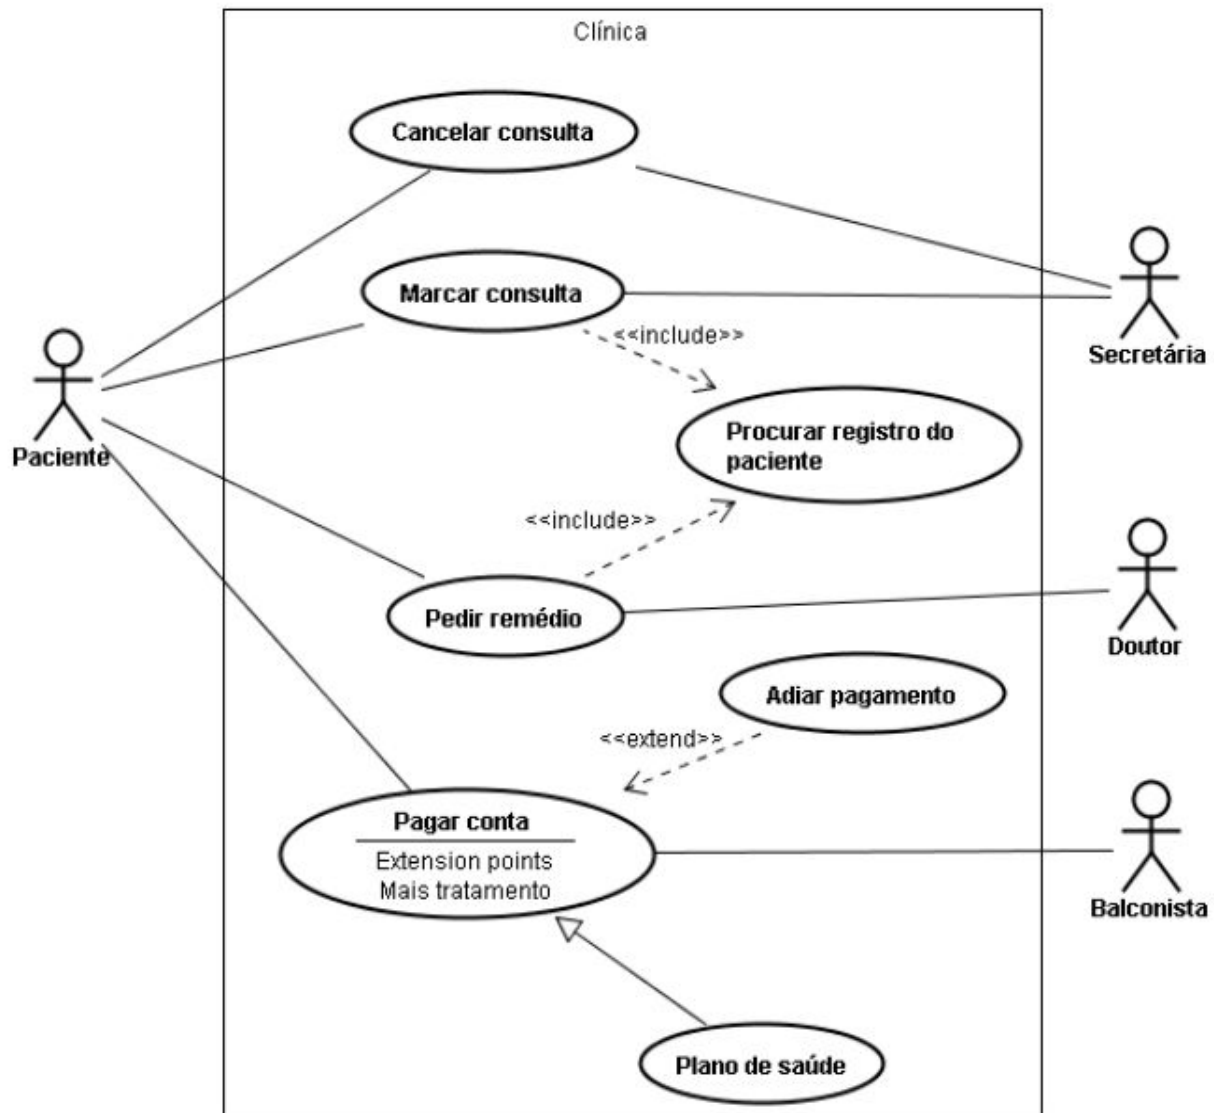 Clínica
Cancelar consulta
Marcar consulta
<<include>>
Secretária
Procurar registro do
paciente
Paciente
<<include>>
Pedir remédio
Doutor
Adiar pagamento
<<extend>>
Pagar conta
Extension points
Mais tratamento
Balconista
Plano de saúde